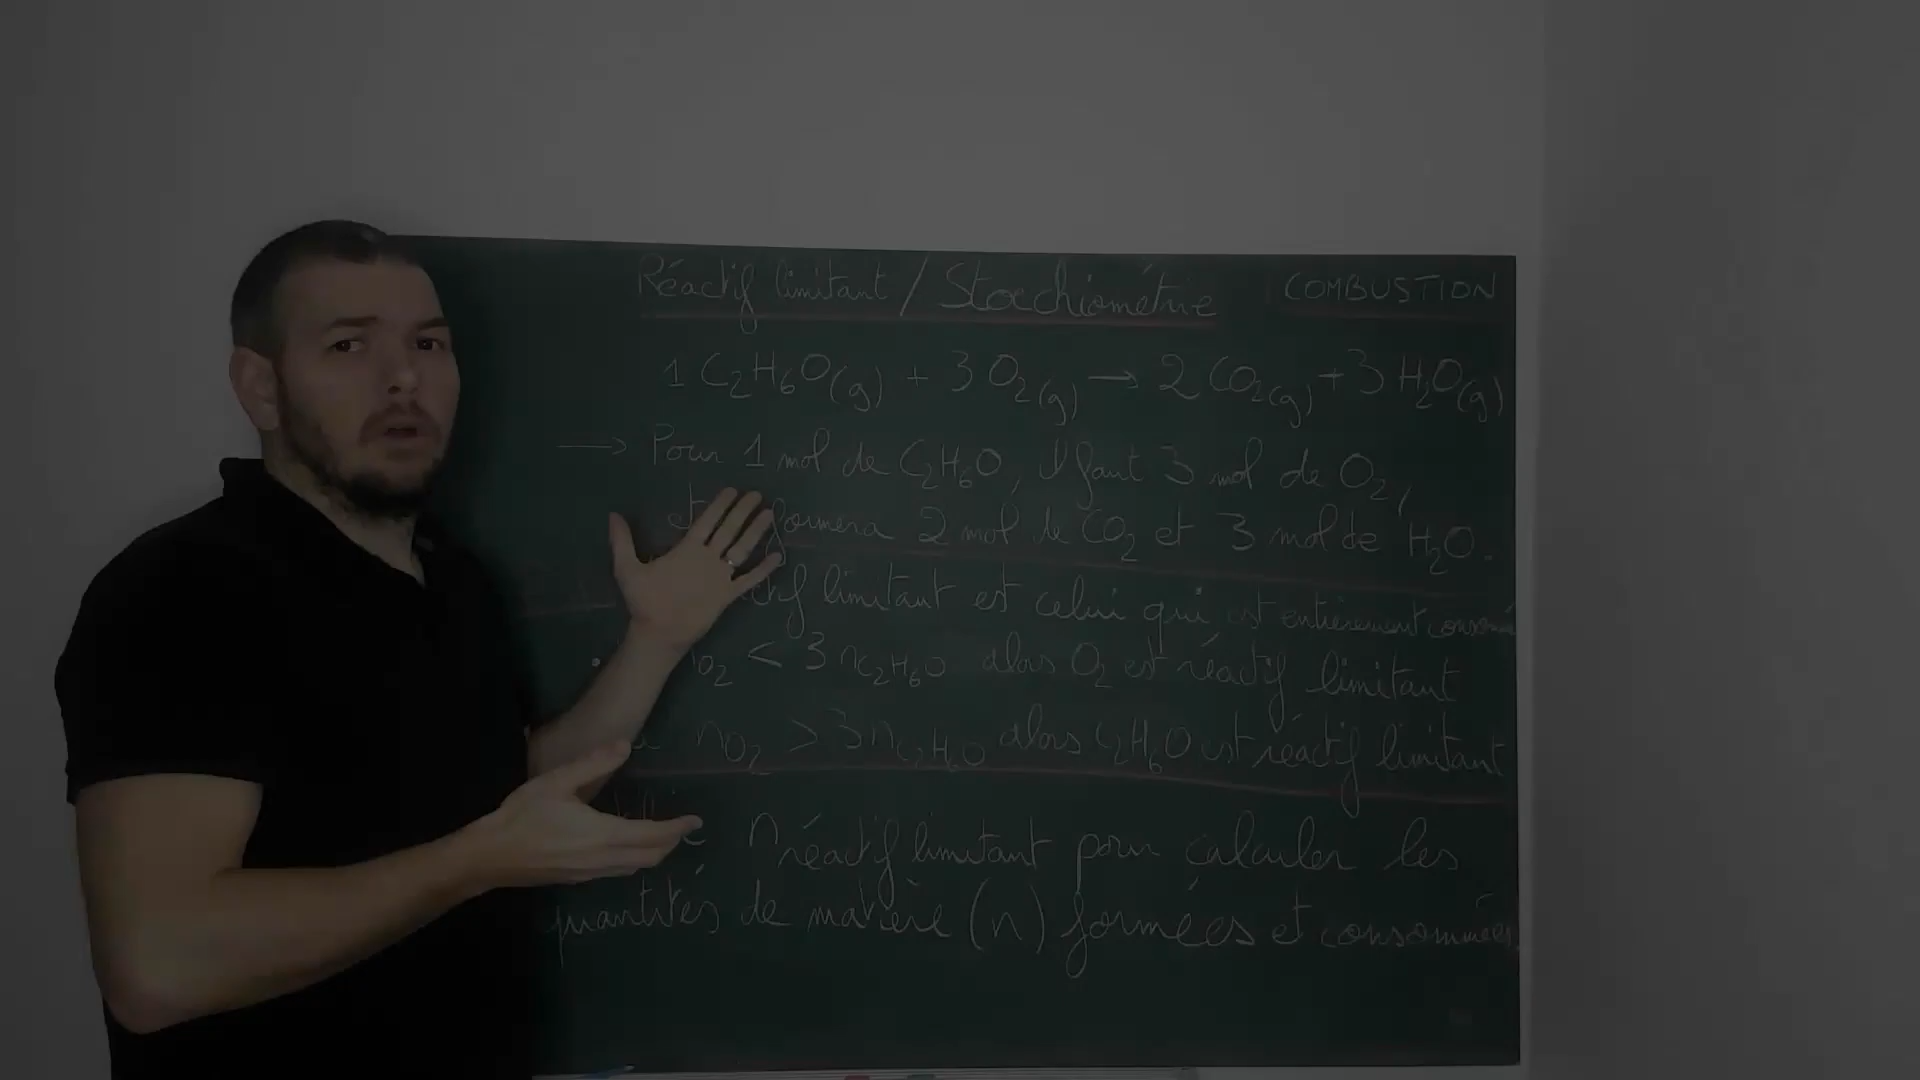 Réactif limitant / Stoechiométrie
COMBUSTION
1 C2H6O(g) + 3 O2(g) → 2 CO2(g) + 3 H2O(g)
→ Pour 1 mol de C2H6O, il faut 3 mol de O2,
et formera 2 mol de CO2 et 3 mol de H2O.
limitant est celui qui est entièrement consommé
• nO2 < 3 nC2H6O alors O2 est réactif limitant
nO2 > 3 nC2H6O alors C2H6O est réactif limitant
n réactif limitant pour calculer les
quantités de matière (n) formées et consommées